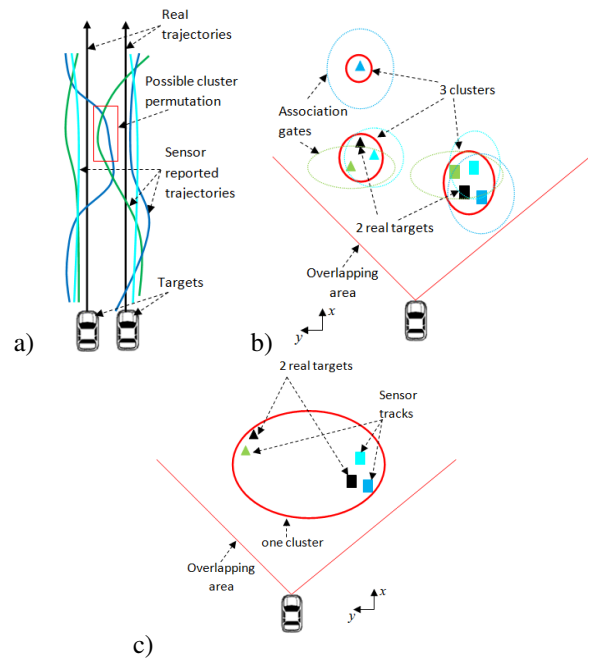 Real
trajectories
Possible cluster
permutation
Sensor
reported
trajectories
Targets
a)
Association
gates
3 clusters
2 real targets
Overlapping
area
x
y
b)
2 real targets
Sensor
tracks
one cluster
Overlapping
area
x
y
c)